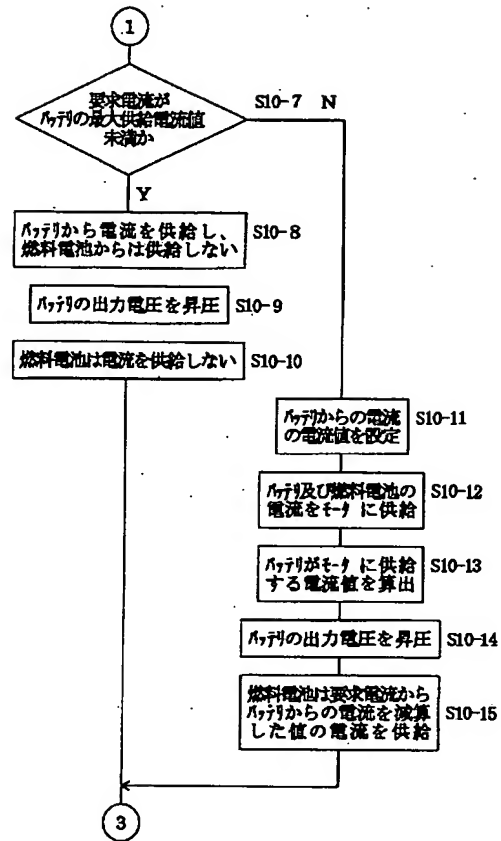 1
要求電流が
バッテリの最大供給電流値
未満か
S10-7 N
Y
バッテリから電流を供給し、
燃料電池からは供給しない
S10-8
バッテリの出力電圧を昇圧
S10-9
燃料電池は電流を供給しない
S10-10
バッテリからの電流
の電流値を設定
S10-11
バッテリ及び燃料電池の
電流をモータに供給
S10-12
バッテリがモータに供給
する電流値を算出
S10-13
バッテリの出力電圧を昇圧
S10-14
燃料電池は要求電流から
バッテリからの電流を減算
した値の電流を供給
S10-15
3